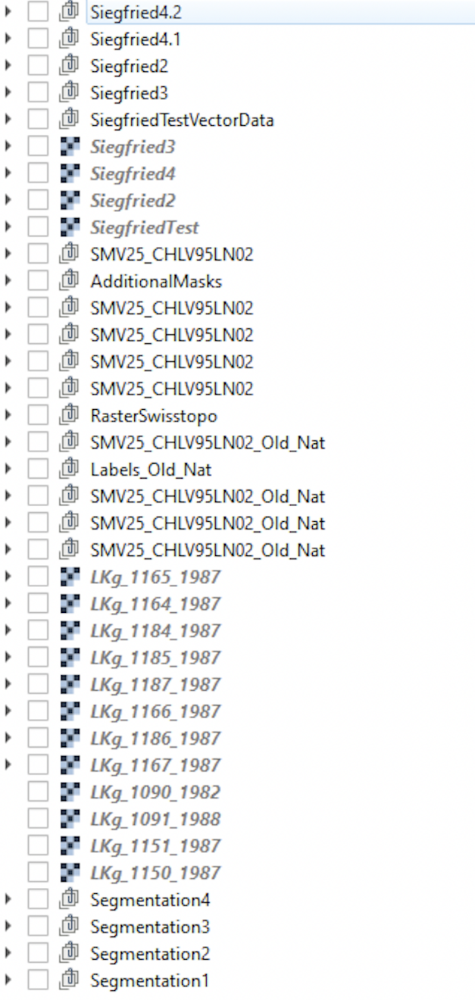 Siegfried4.2
Siegfried4.1
Siegfried2
Siegfried3
SiegfriedTestVectorData
Siegfried3
Siegfried4
Siegfried2
SiegfriedTest
SMV25_CHLV95LN02
AdditionalMasks
SMV25_CHLV95LN02
SMV25_CHLV95LN02
SMV25_CHLV95LN02
SMV25_CHLV95LN02
RasterSwisstopo
SMV25_CHLV95LN02_Old_Nat
Labels_Old_Nat
SMV25_CHLV95LN02_Old_Nat
SMV25_CHLV95LN02_Old_Nat
SMV25_CHLV95LN02_Old_Nat
LKg_1165_1987
LKg_1164_1987
LKg_1184_1987
LKg_1185_1987
LKg_1187_1987
LKg_1166_1987
LKg_1186_1987
LKg_1167_1987
LKg_1090_1982
LKg_1091_1988
LKg_1151_1987
LKg_1150_1987
Segmentation4
Segmentation3
Segmentation2
Segmentation1